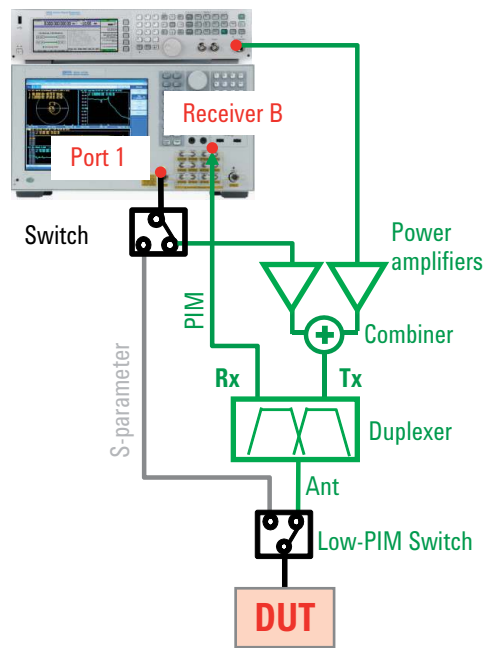 Receiver B
Port 1
Switch
Power
amplifiers
PIM
Combiner
S-parameter
Rx
Tx
Duplexer
Ant
Low-PIM Switch
DUT